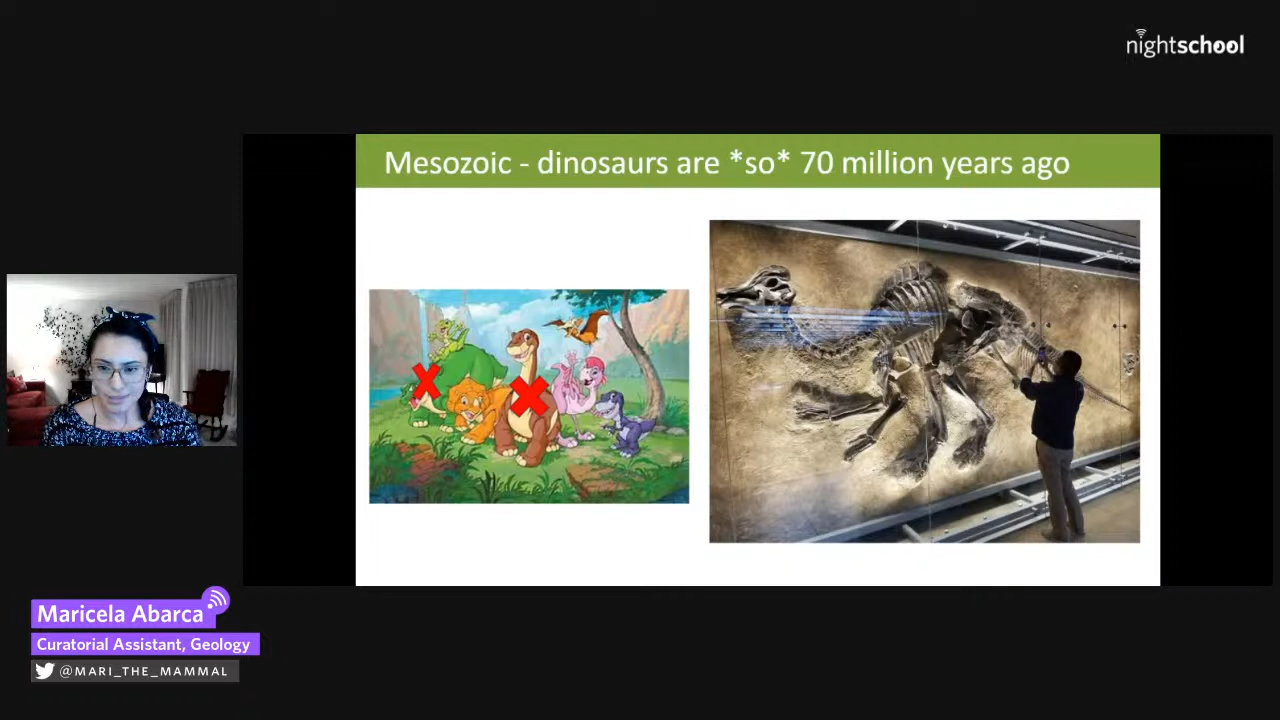 nightschool
Mesozoic - dinosaurs are *so* 70 million years ago
Maricela Abarca
Curatorial Assistant, Geology
@MARI_THE_MAMMAL